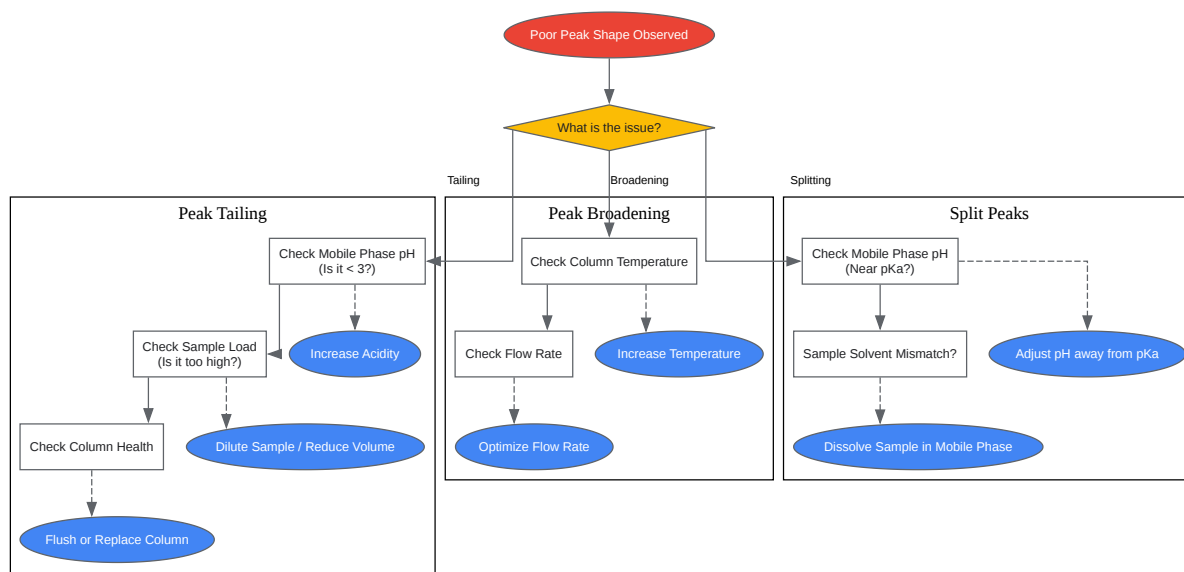 Poor Peak Shape Observed
What is the issue?
Tailing
Broadening
Splitting
Peak Tailing
Check Mobile Phase pH
(Is it < 3?)
Check Sample Load
(Is it too high?)
Increase Acidity
Check Column Health
Dilute Sample / Reduce Volume
Flush or Replace Column
Peak Broadening
Check Column Temperature
Check Flow Rate
Increase Temperature
Optimize Flow Rate
Split Peaks
Check Mobile Phase pH
(Near pKa?)
Sample Solvent Mismatch?
Adjust pH away from pKa
Dissolve Sample in Mobile Phase